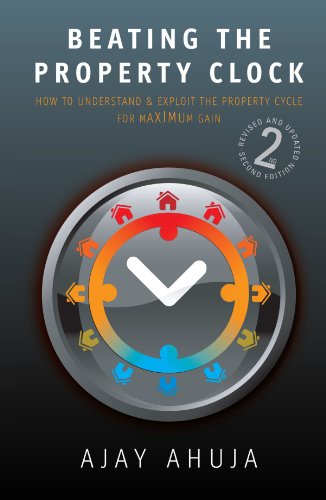 BEATING THE
PROPERTY CLOCK
HOW TO UNDERSTAND & EXPLOIT THE PROPERTY CYCLE
FOR MAXIMUM GAIN
REVISED AND UPDATED
2ND
SECOND EDITION
AJAY AHUJA